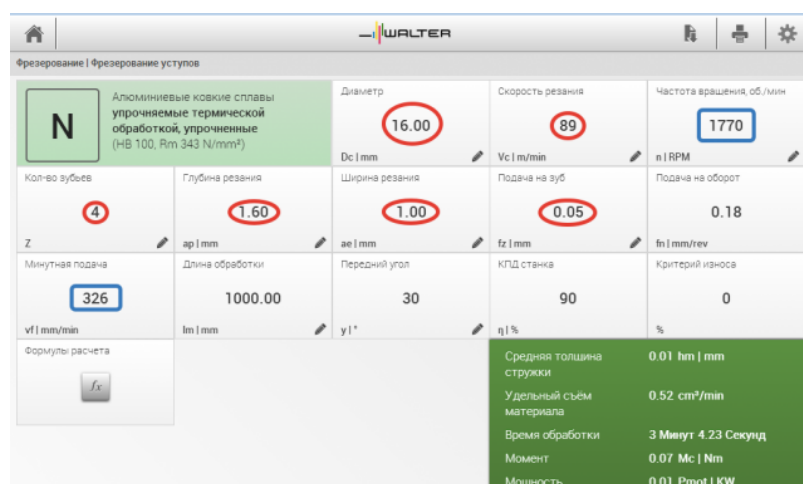 WALTER
Фрезерование | Фрезерование уступов
N
Алюминиевые ковкие сплавы
упрочняемые термической
обработкой, упрочненные
(HB 100, Rm 343 N/mm²)
Диаметр
16.00
Dc | mm
Скорость резания
89
Vc | m/min
Частота вращения, об./мин
1770
n | RPM
Кол-во зубьев
4
Z
Глубина резания
1.60
ap | mm
Ширина резания
1.00
ae | mm
Подача на зуб
0.05
fz | mm
Подача на оборот
0.18
fn | mm/rev
Минутная подача
326
vf | mm/min
Длина обработки
1000.00
lm | mm
Передний угол
30
γ | °
КПД станка
90
η | %
Критерий износа
0
%
Формулы расчета
fx
Средняя толщина
стружки
0.01 hm | mm
Удельный съём
материала
0.52 cm³/min
Время обработки
3 Минут 4.23 Секунд
Момент
0.07 Mc | Nm
Мощность
0.01 Pmot | KW